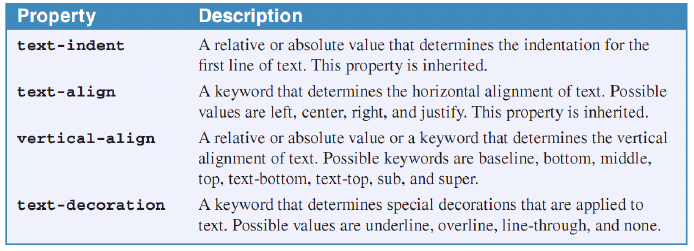 Property Description
text-indent A relative or absolute value that determines the indentation for the
first line of text. This property is inherited.
text-align A keyword that determines the horizontal alignment of text. Possible
values are left, center, right, and justify. This property is inherited.
vertical-align A relative or absolute value or a keyword that determines the vertical
alignment of text. Possible keywords are baseline, bottom, middle,
top, text-bottom, text-top, sub, and super.
text-decoration A keyword that determines special decorations that are applied to
text. Possible values are underline, overline, line-through, and none.